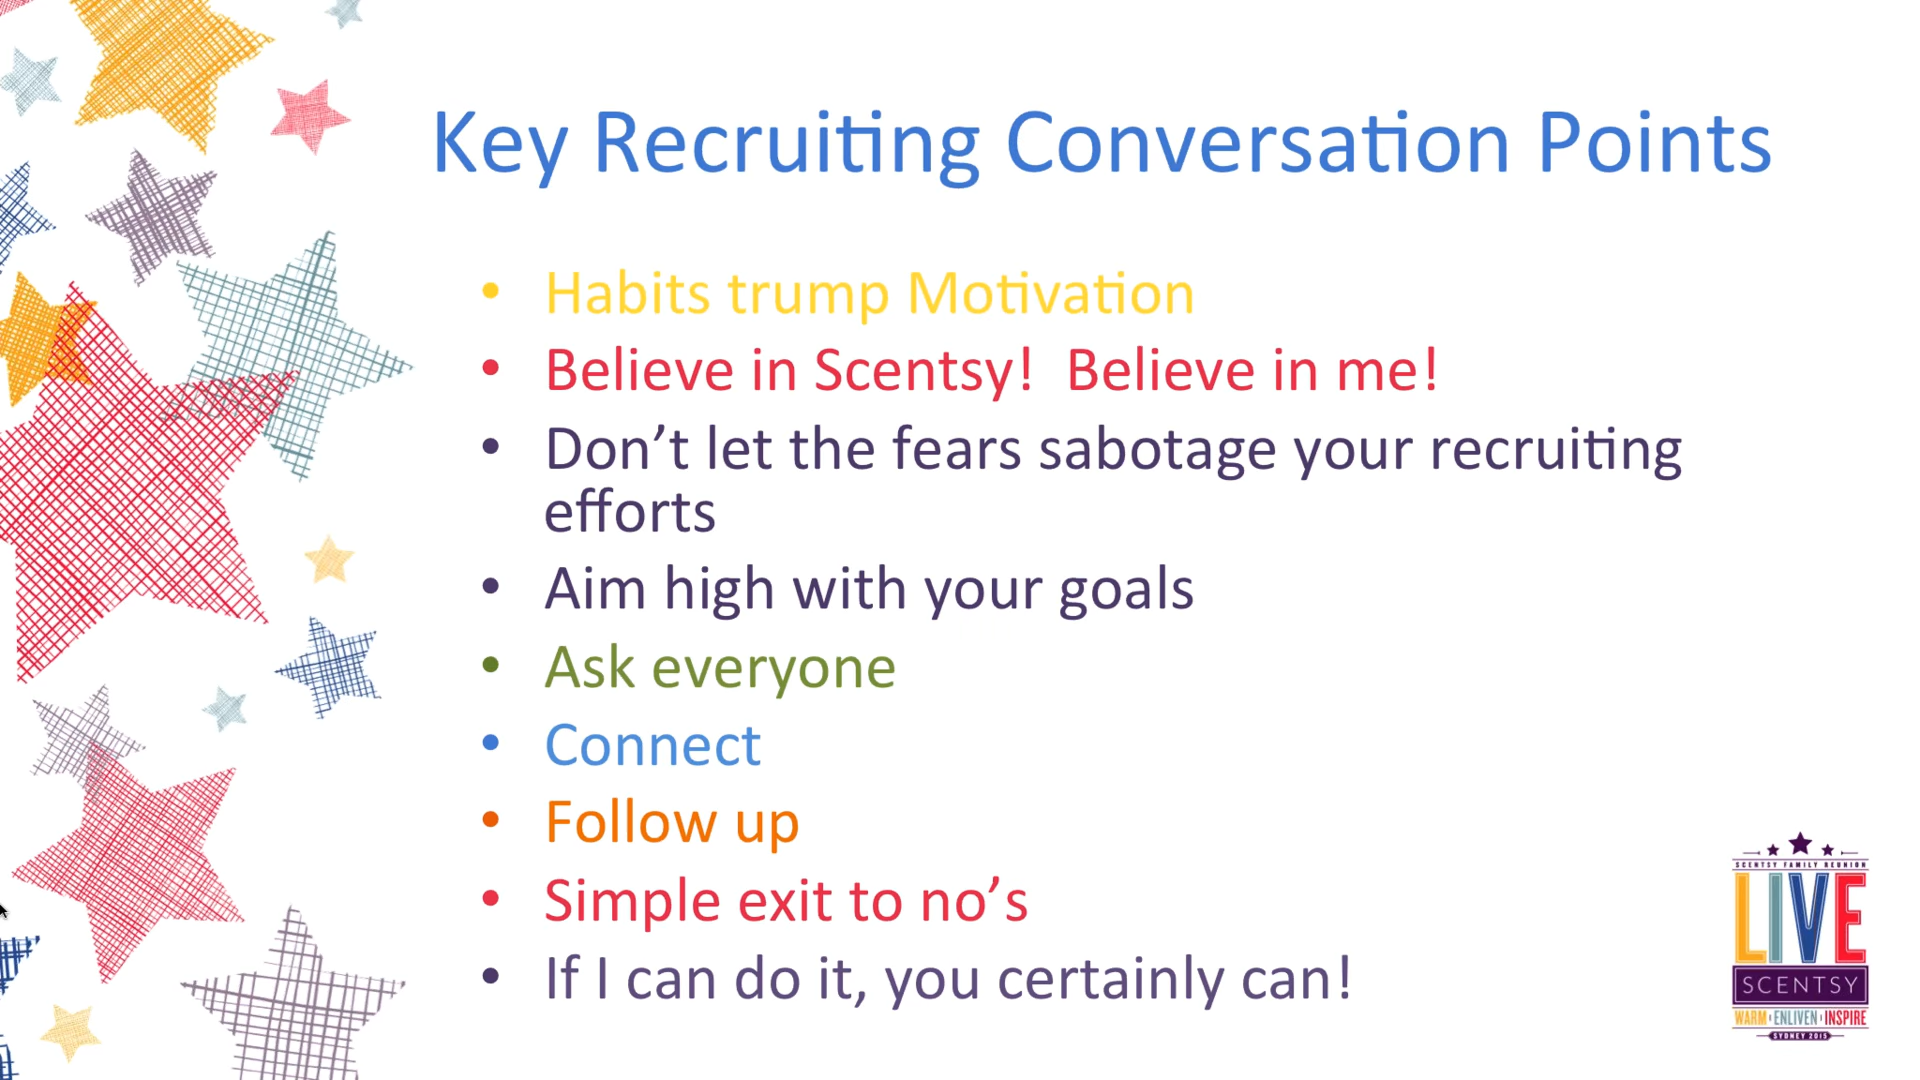 Key Recruiting Conversation Points
• Habits trump Motivation
• Believe in Scentsy!  Believe in me!
• Don’t let the fears sabotage your recruiting
efforts
• Aim high with your goals
• Ask everyone
• Connect
• Follow up
• Simple exit to no’s
• If I can do it, you certainly can!
SCENTSY FAMILY REUNION
LIVE
SCENTSY
WARM • ENLIVEN • INSPIRE
SYDNEY 2015